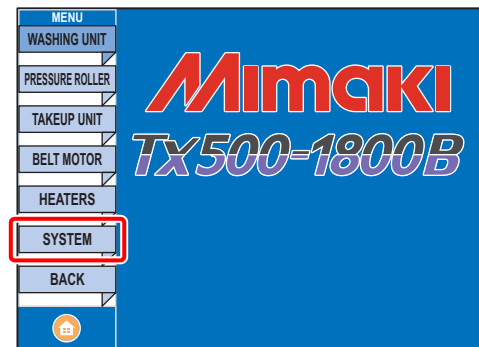 MENU
WASHING UNIT
PRESSURE ROLLER
TAKEUP UNIT
BELT MOTOR
HEATERS
SYSTEM
BACK
Mimaki
Tx500-1800B